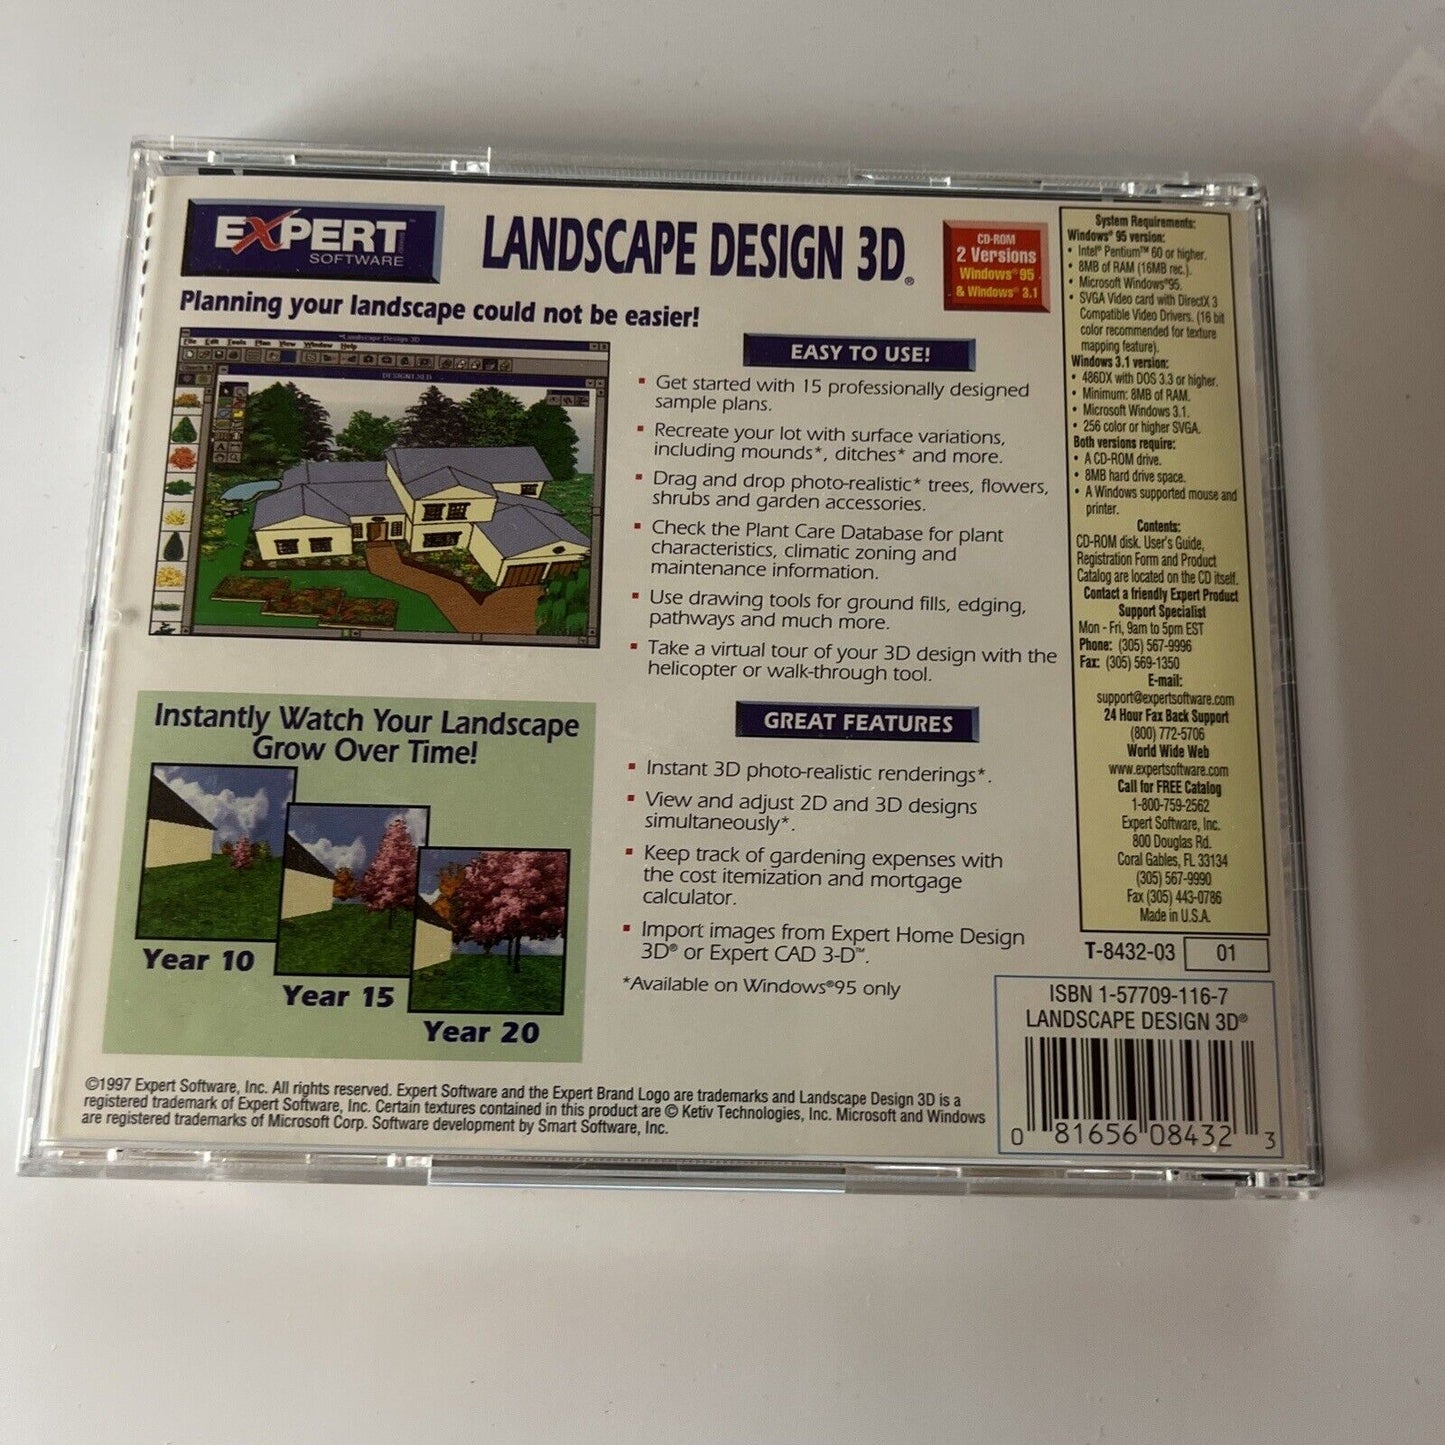 EXPERT™
SOFTWARE
LANDSCAPE DESIGN 3D®
CD-ROM
2 Versions
Windows® 95
& Windows® 3.1
Planning your landscape could not be easier!
Landscape Design 3D
File Edit Tools Plan View Window Help
EASY TO USE!
▪ Get started with 15 professionally designed
sample plans.
▪ Recreate your lot with surface variations,
including mounds*, ditches* and more.
▪ Drag and drop photo-realistic* trees, flowers,
shrubs and garden accessories.
▪ Check the Plant Care Database for plant
characteristics, climatic zoning and
maintenance information.
▪ Use drawing tools for ground fills, edging,
pathways and much more.
▪ Take a virtual tour of your 3D design with the
helicopter or walk-through tool.
Instantly Watch Your Landscape
Grow Over Time!
Year 10
Year 15
Year 20
GREAT FEATURES
▪ Instant 3D photo-realistic renderings*.
▪ View and adjust 2D and 3D designs
simultaneously*.
▪ Keep track of gardening expenses with
the cost itemization and mortgage
calculator.
▪ Import images from Expert Home Design
3D® or Expert CAD 3-D™.
*Available on Windows®95 only
System Requirements:
Windows® 95 version:
• Intel® Pentium™ 60 or higher.
• 8MB of RAM (16MB rec.).
• Microsoft Windows®95.
• SVGA Video card with DirectX 3
Compatible Video Drivers. (16 bit
color recommended for texture
mapping feature).
Windows 3.1 version:
• 486DX with DOS 3.3 or higher.
• Minimum: 8MB of RAM.
• Microsoft Windows 3.1.
• 256 color or higher SVGA.
Both versions require:
• A CD-ROM drive.
• 8MB hard drive space.
• A Windows supported mouse and
printer.
Contents:
CD-ROM disk. User's Guide,
Registration Form and Product
Catalog are located on the CD itself.
Contact a friendly Expert Product
Support Specialist
Mon - Fri, 9am to 5pm EST
Phone: (305) 567-9996
Fax: (305) 569-1350
E-mail:
support@expertsoftware.com
24 Hour Fax Back Support
(800) 772-5706
World Wide Web
www.expertsoftware.com
Call for FREE Catalog
1-800-759-2562
Expert Software, Inc.
800 Douglas Rd.
Coral Gables, FL 33134
(305) 567-9990
Fax (305) 443-0786
Made in U.S.A.
T-8432-03 01
ISBN 1-57709-116-7
LANDSCAPE DESIGN 3D®
0 81656 08432 3
©1997 Expert Software, Inc. All rights reserved. Expert Software and the Expert Brand Logo are trademarks and Landscape Design 3D is a
registered trademark of Expert Software, Inc. Certain textures contained in this product are © Ketiv Technologies, Inc. Microsoft and Windows
are registered trademarks of Microsoft Corp. Software development by Smart Software, Inc.